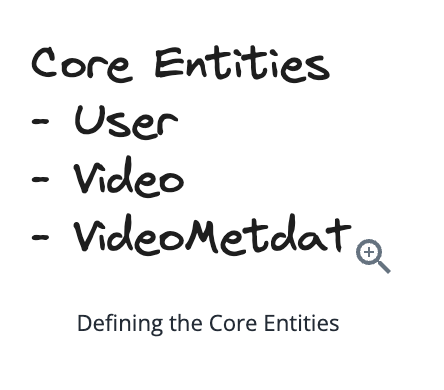 Core Entities
- User
- Video
- VideoMetdat
Defining the Core Entities